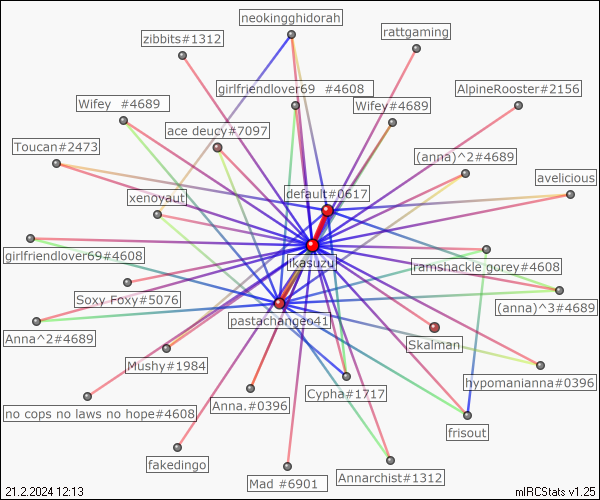 neokingghidorah
zibbits#1312
rattgaming
girlfriendlover69 #4608
AlpineRooster#2156
Wifey #4689
Wifey#4689
ace deucy#7097
Toucan#2473
(anna)^2#4689
avelicious
default#0617
xenoyaut
girlfriendlover69#4608
jkasuzu
ramshackle gorey#4608
Soxy Foxy#5076
(anna)^3#4689
pastachangeo41
Anna^2#4689
Skalman
Mushy#1984
hypomanianna#0396
Cypha#1717
Anna.#0396
no cops no laws no hope#4608
frisout
fakedingo
Annarchist#1312
Mad #6901
21.2.2024 12:13
mIRCStats v1.25